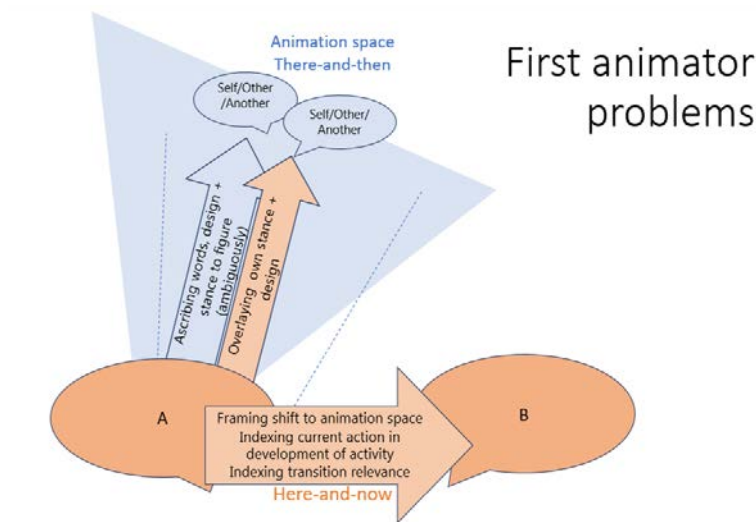 First animator
problems
Animation space
There-and-then
Self/Other
/Another
Self/Other/
Another
Ascribing words, design +
stance to figure
(ambiguously)
Overlaying own stance +
design
A
Framing shift to animation space
Indexing current action in
development of activity
Indexing transition relevance
B
Here-and-now